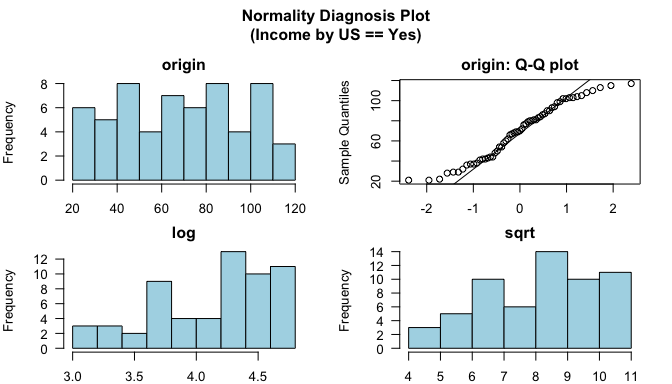 Normality Diagnosis Plot
(Income by US == Yes)
origin
Frequency
0 2 4 6 8
20 40 60 80 100 120
origin: Q-Q plot
Sample Quantiles
20 60 100
-2 -1 0 1 2
log
Frequency
0 2 4 6 8 10 12
3.0 3.5 4.0 4.5
sqrt
Frequency
0 2 4 6 8 10 12 14
4 5 6 7 8 9 10 11